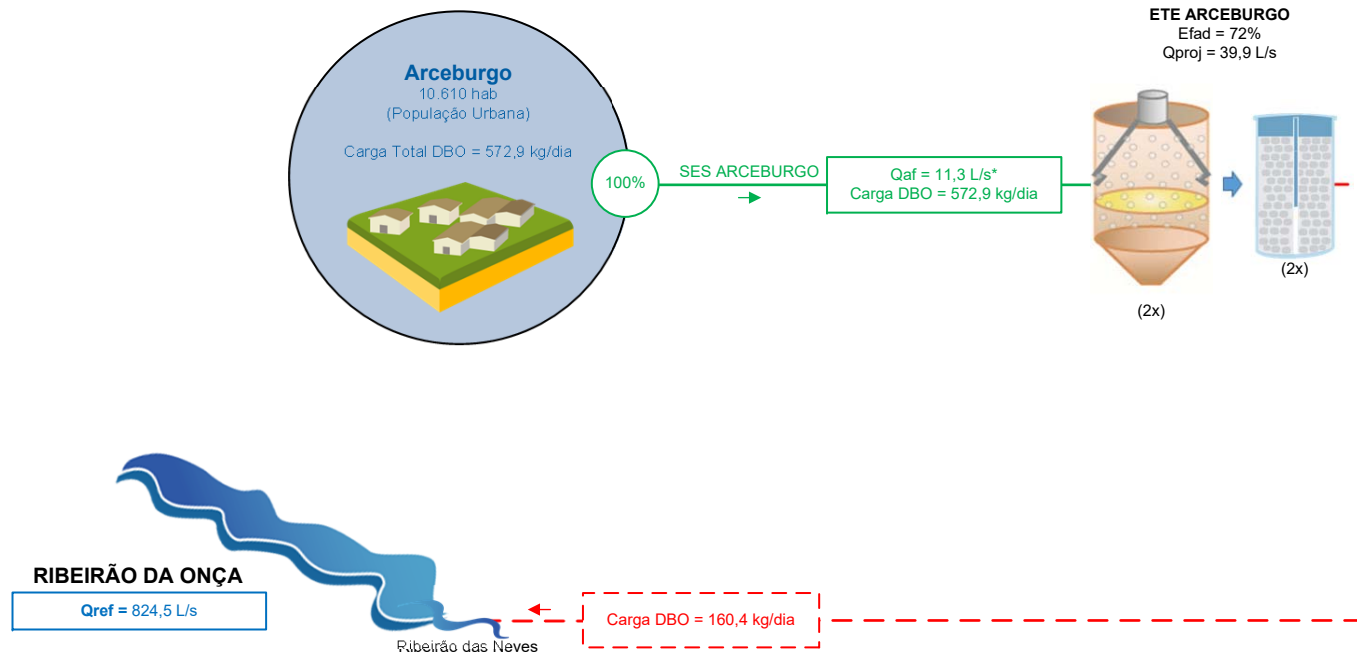 ETE ARCEBURGO
Efad = 72%
Qproj = 39,9 L/s
Arceburgo
10.610 hab
(População Urbana)
Carga Total DBO = 572,9 kg/dia
100%
SES ARCEBURGO
Qaf = 11,3 L/s*
Carga DBO = 572,9 kg/dia
(2x)
(2x)
RIBEIRÃO DA ONÇA
Qref = 824,5 L/s
Carga DBO = 160,4 kg/dia
Ribeirão das Neves